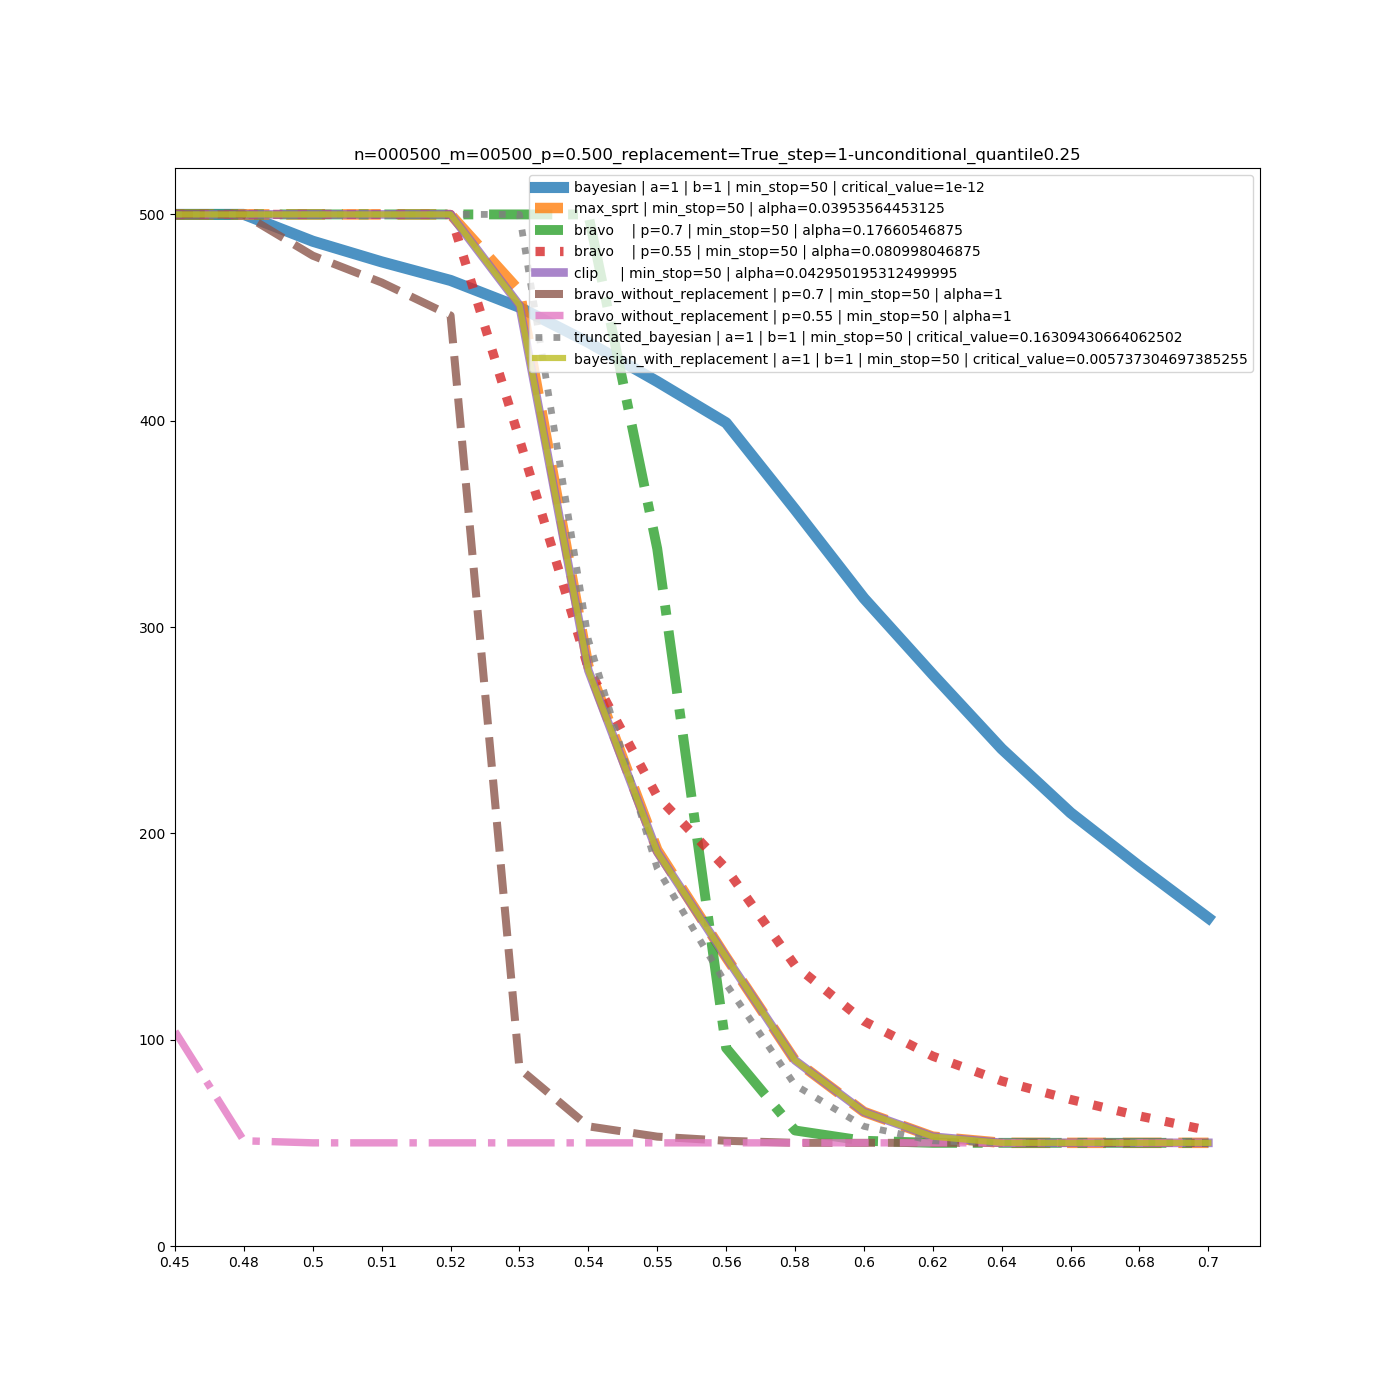 n=000500_m=00500_p=0.500_replacement=True_step=1-unconditional_quantile0.25
bayesian | a=1 | b=1 | min_stop=50 | critical_value=1e-12
max_sprt | min_stop=50 | alpha=0.03953564453125
bravo | p=0.7 | min_stop=50 | alpha=0.17660546875
bravo | p=0.55 | min_stop=50 | alpha=0.080998046875
clip | min_stop=50 | alpha=0.042950195312499995
bravo_without_replacement | p=0.7 | min_stop=50 | alpha=1
bravo_without_replacement | p=0.55 | min_stop=50 | alpha=1
truncated_bayesian | a=1 | b=1 | min_stop=50 | critical_value=0.16309430664062502
bayesian_with_replacement | a=1 | b=1 | min_stop=50 | critical_value=0.005737304697385255
500
400
300
200
100
0
0.45 0.48 0.5 0.51 0.52 0.53 0.54 0.55 0.56 0.58 0.6 0.62 0.64 0.66 0.68 0.7